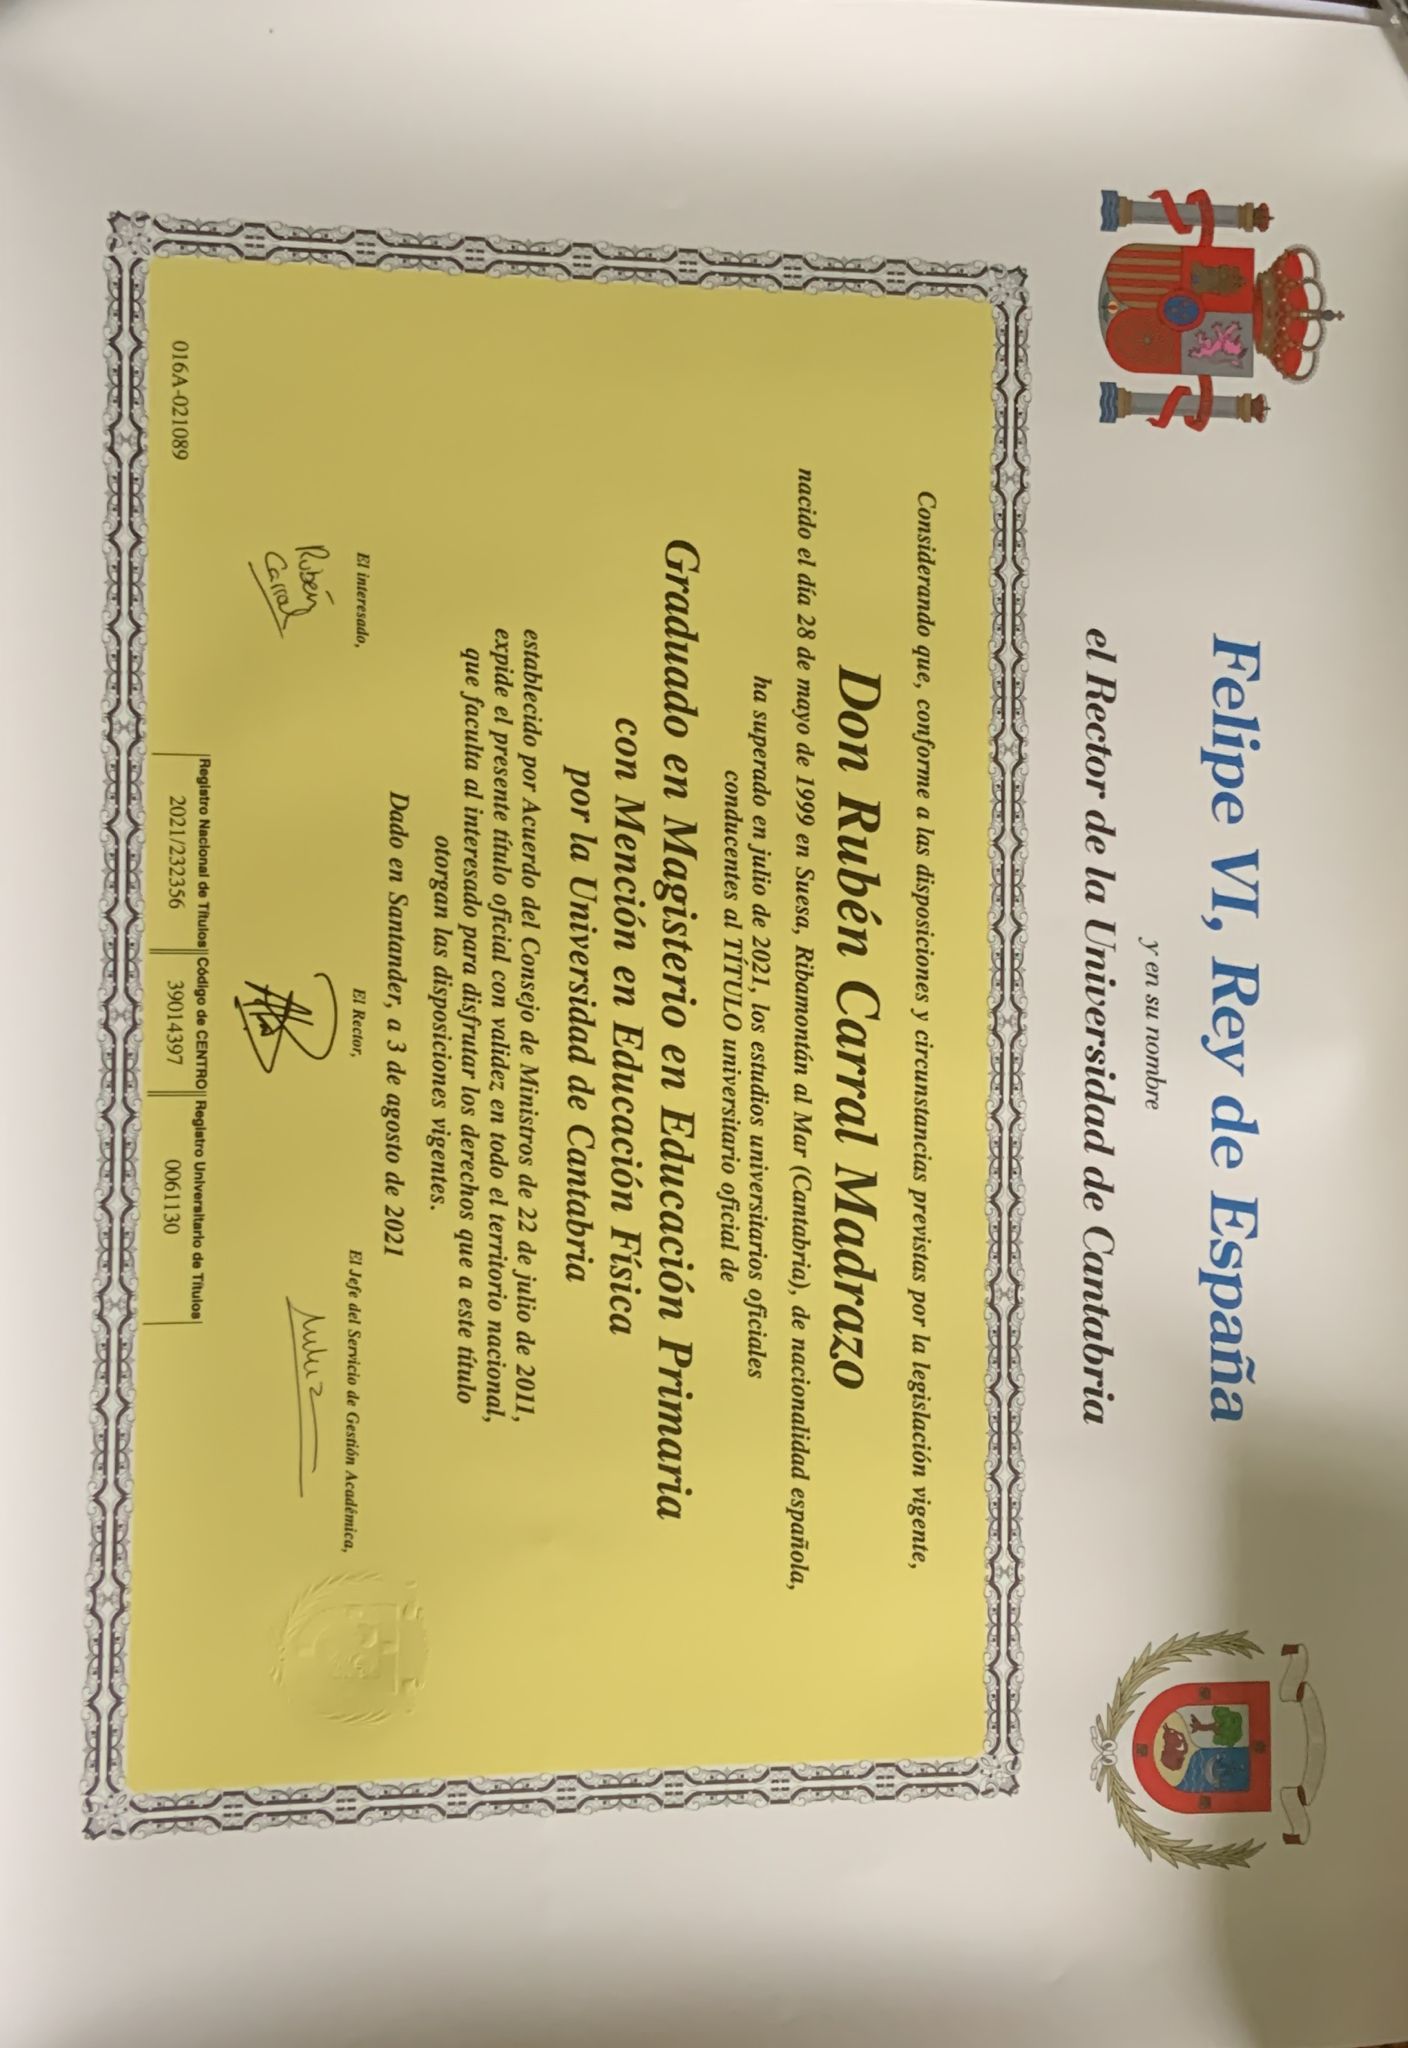 Felipe VI, Rey de España
y en su nombre
el Rector de la Universidad de Cantabria
Considerando que, conforme a las disposiciones y circunstancias previstas por la legislación vigente,
Don Rubén Carral Madrazo
nacido el día 28 de mayo de 1999 en Suesa, Ribamontán al Mar (Cantabria), de nacionalidad española,
ha superado en julio de 2021, los estudios universitarios oficiales
conducentes al TÍTULO universitario oficial de
Graduado en Magisterio en Educación Primaria
con Mención en Educación Física
por la Universidad de Cantabria
establecido por Acuerdo del Consejo de Ministros de 22 de julio de 2011,
expide el presente título oficial con validez en todo el territorio nacional,
que faculta al interesado para disfrutar los derechos que a este título
otorgan las disposiciones vigentes.
Dado en Santander, a 3 de agosto de 2021
El interesado,
El Rector,
El Jefe del Servicio de Gestión Académica,
Rubén
Carral
Registro Nacional de Títulos Código de CENTRO Registro Universitario de Títulos
2021/232356 39014397 0061130
016A-021089